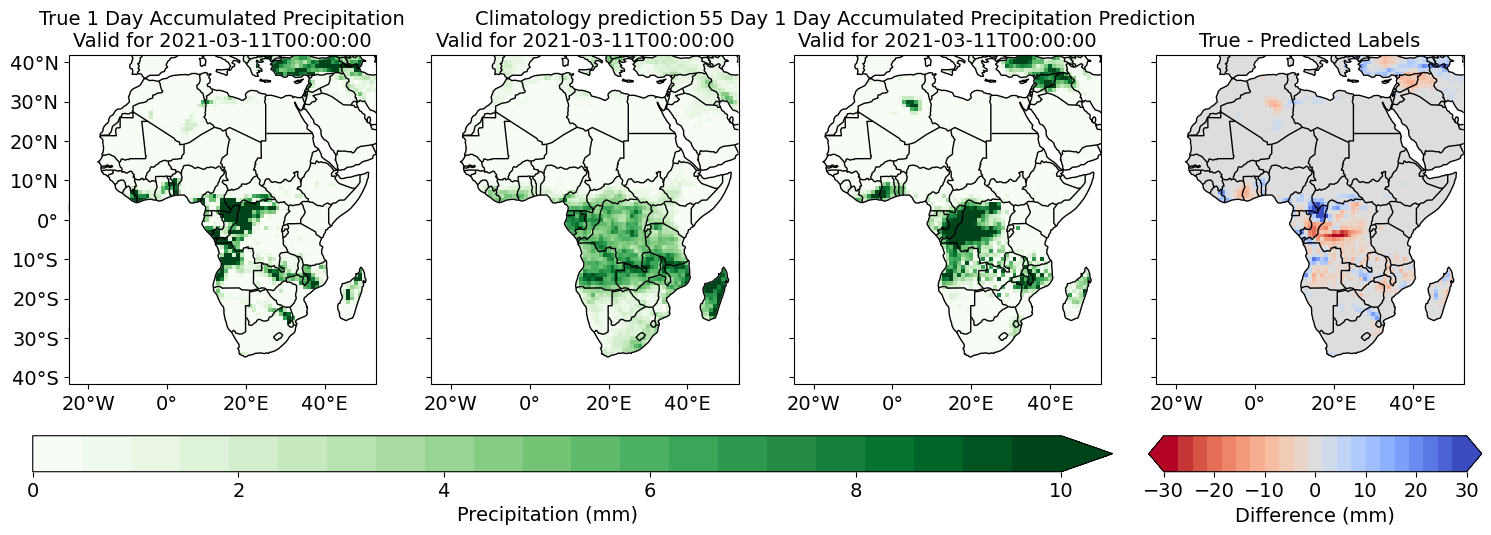 True 1 Day Accumulated Precipitation
Valid for 2021-03-11T00:00:00
Climatology prediction
Valid for 2021-03-11T00:00:00
55 Day 1 Day Accumulated Precipitation Prediction
Valid for 2021-03-11T00:00:00
True - Predicted Labels
40°N
30°N
20°N
10°N
0°
10°S
20°S
30°S
40°S
20°W 0° 20°E 40°E
20°W 0° 20°E 40°E
20°W 0° 20°E 40°E
20°W 0° 20°E 40°E
0 2 4 6 8 10
Precipitation (mm)
−30 −20 −10 0 10 20 30
Difference (mm)